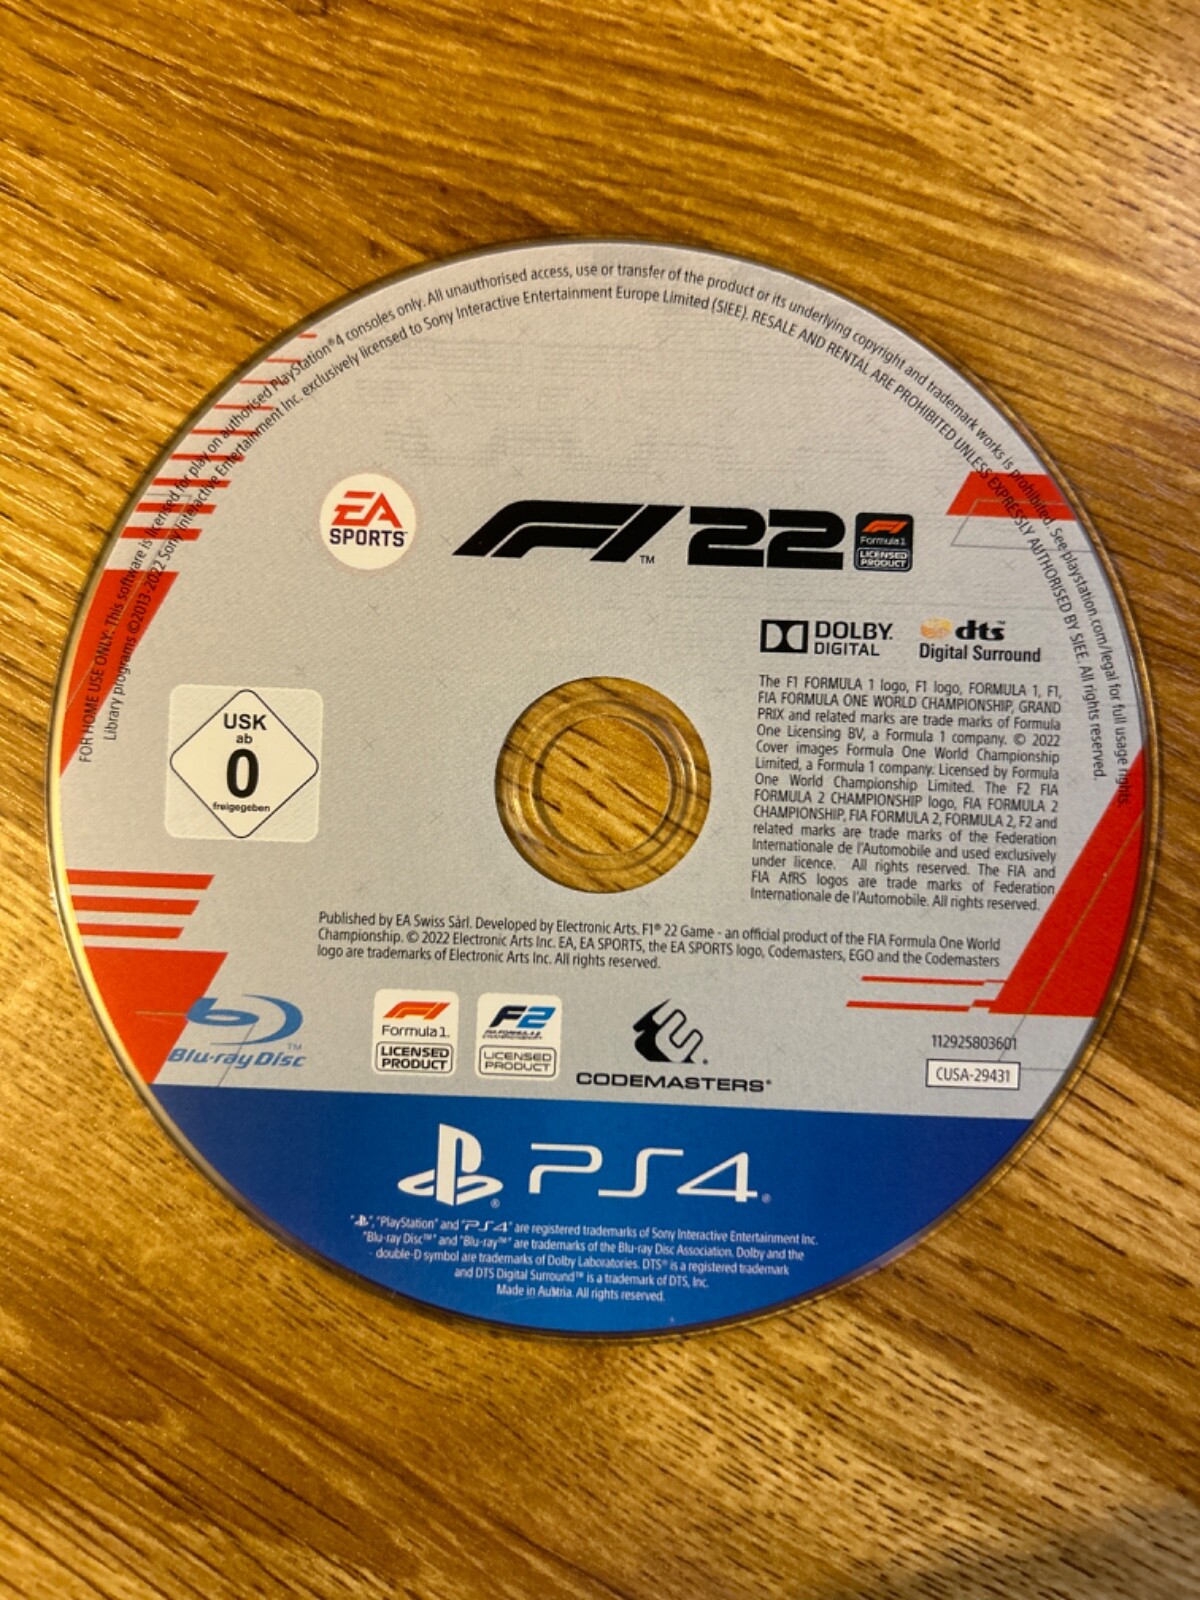 FOR HOME USE ONLY. This software is licensed for play on authorised PlayStation®4 consoles only. All unauthorised access, use or transfer of the product or its underlying copyright and trademark works is prohibited. See playstation.com/legal for full usage rights.
Library programs ©2013-2022 Sony Interactive Entertainment Inc. exclusively licensed to Sony Interactive Entertainment Europe Limited (SIEE). RESALE AND RENTAL ARE PROHIBITED UNLESS EXPRESSLY AUTHORISED BY SIEE. All rights reserved.
EA
SPORTS™
F1™ 22
F1
Formula 1
LICENSED
PRODUCT
DOLBY.
DIGITAL
dts™
Digital Surround
USK
ab
0
freigegeben
The F1 FORMULA 1 logo, F1 logo, FORMULA 1, F1,
FIA FORMULA ONE WORLD CHAMPIONSHIP, GRAND
PRIX and related marks are trade marks of Formula
One Licensing BV, a Formula 1 company. © 2022
Cover images Formula One World Championship
Limited, a Formula 1 company. Licensed by Formula
One World Championship Limited. The F2 FIA
FORMULA 2 CHAMPIONSHIP logo, FIA FORMULA 2
CHAMPIONSHIP, FIA FORMULA 2, FORMULA 2, F2 and
related marks are trade marks of the Federation
Internationale de l'Automobile and used exclusively
under licence. All rights reserved. The FIA and
FIA AfRS logos are trade marks of Federation
Internationale de l'Automobile. All rights reserved.
Published by EA Swiss Sàrl. Developed by Electronic Arts. F1® 22 Game - an official product of the FIA Formula One World
Championship. © 2022 Electronic Arts Inc. EA, EA SPORTS, the EA SPORTS logo, Codemasters, EGO and the Codemasters
logo are trademarks of Electronic Arts Inc. All rights reserved.
Blu-ray Disc™
F1
Formula 1.
LICENSED
PRODUCT
F2
FIA FORMULA 2
CHAMPIONSHIP
LICENSED
PRODUCT
CODEMASTERS®
112925803601
CUSA-29431
PS4®
" ", "PlayStation" and "PS4" are registered trademarks of Sony Interactive Entertainment Inc.
"Blu-ray Disc™" and "Blu-ray™" are trademarks of the Blu-ray Disc Association. Dolby and the
double-D symbol are trademarks of Dolby Laboratories. DTS® is a registered trademark
and DTS Digital Surround™ is a trademark of DTS, Inc.
Made in Austria. All rights reserved.